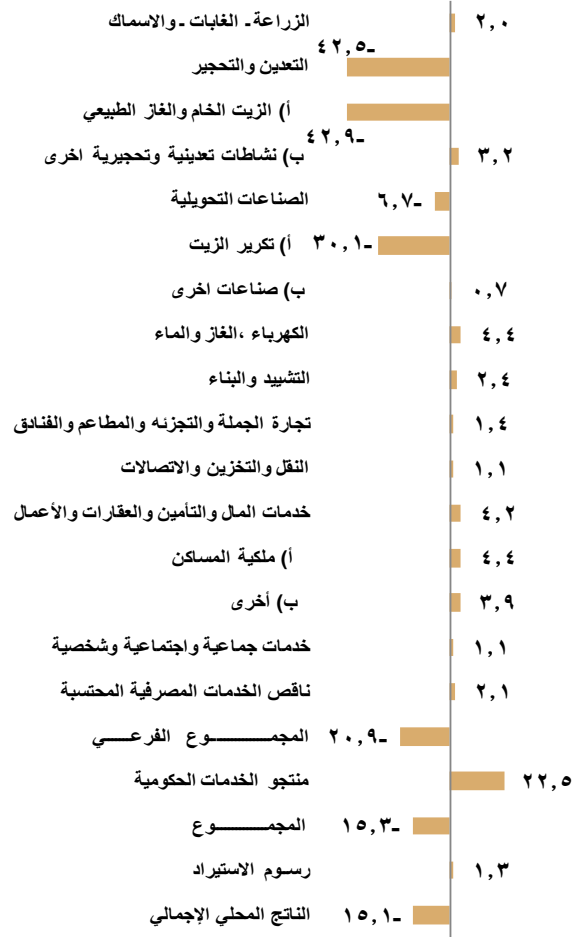 الزراعة ـ الغابات ـ والاسماك ٢,٠
التعدين والتحجير ٤٢,٥-
أ) الزيت الخام والغاز الطبيعي ٤٢,٩-
ب) نشاطات تعدينية وتحجيرية اخرى ٣,٢
الصناعات التحويلية ٦,٧-
أ) تكرير الزيت ٣٠,١-
ب) صناعات اخرى ٠,٧
الكهرباء ،الغاز والماء ٤,٤
التشييد والبناء ٢,٤
تجارة الجملة والتجزئه والمطاعم والفنادق ١,٤
النقل والتخزين والاتصالات ١,١
خدمات المال والتأمين والعقارات والأعمال ٤,٢
أ) ملكية المساكن ٤,٤
ب) أخرى ٣,٩
خدمات جماعية واجتماعية وشخصية ١,١
ناقص الخدمات المصرفية المحتسبة ٢,١
المجمـــــــوع الفرعـــــي ٢٠,٩-
منتجو الخدمات الحكومية ٢٢,٥
المجمـــــــوع ١٥,٣-
رسـوم الاستيراد ١,٣
الناتج المحلي الإجمالي ١٥,١-